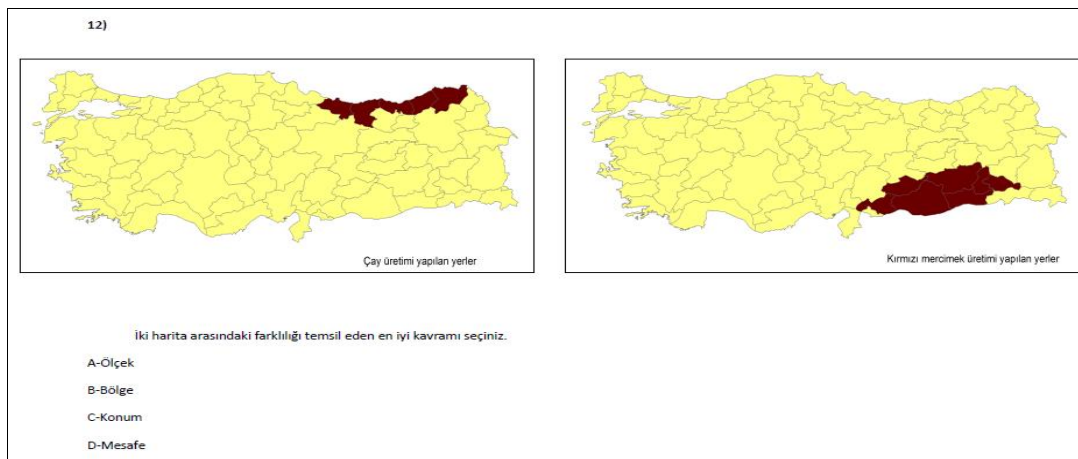 12)
Çay üretimi yapılan yerler
Kırmızı mercimek üretimi yapılan yerler
İki harita arasındaki farklılığı temsil eden en iyi kavramı seçiniz.
A-Ölçek
B-Bölge
C-Konum
D-Mesafe